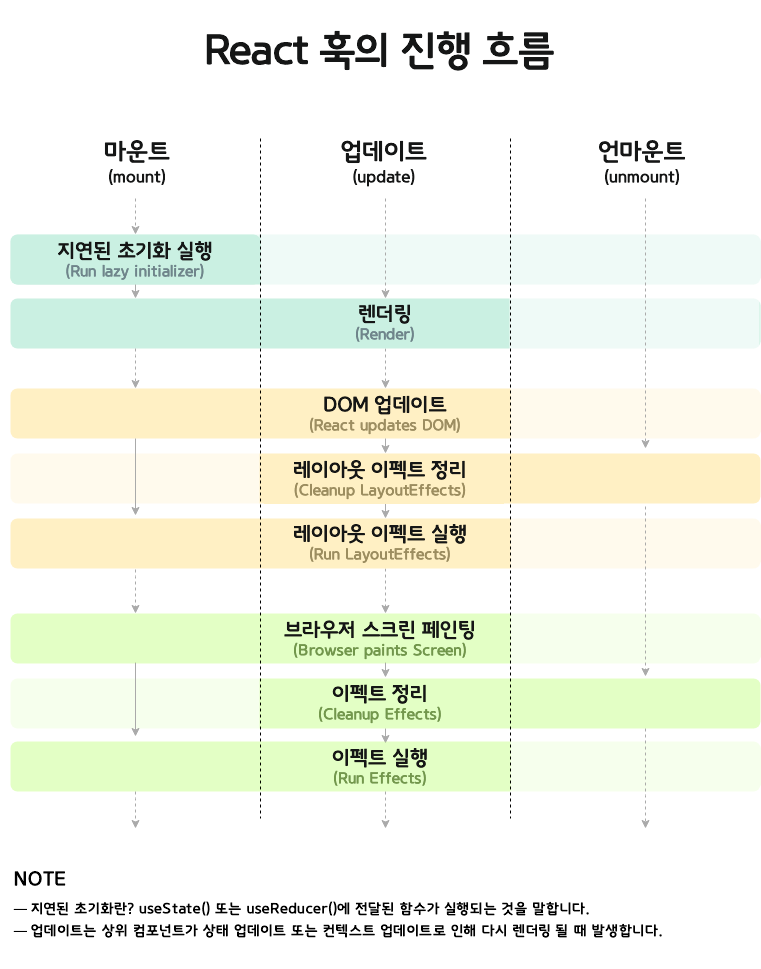 React 훅의 진행 흐름
마운트
(mount)
업데이트
(update)
언마운트
(unmount)
지연된 초기화 실행
(Run lazy initializer)
렌더링
(Render)
DOM 업데이트
(React updates DOM)
레이아웃 이펙트 정리
(Cleanup LayoutEffects)
레이아웃 이펙트 실행
(Run LayoutEffects)
브라우저 스크린 페인팅
(Browser paints Screen)
이펙트 정리
(Cleanup Effects)
이펙트 실행
(Run Effects)
NOTE
— 지연된 초기화란? useState() 또는 useReducer()에 전달된 함수가 실행되는 것을 말합니다.
— 업데이트는 상위 컴포넌트가 상태 업데이트 또는 컨텍스트 업데이트로 인해 다시 렌더링 될 때 발생합니다.